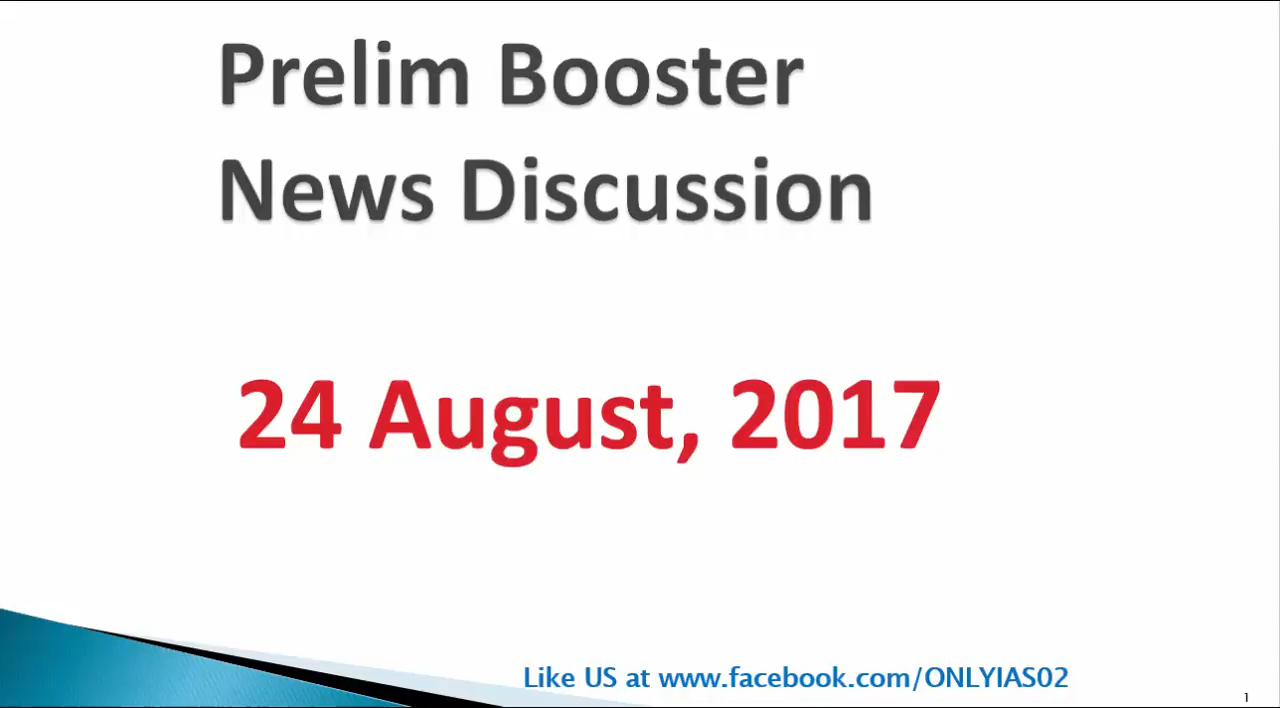 Prelim Booster
News Discussion
24 August, 2017
Like US at www.facebook.com/ONLYIAS02
1